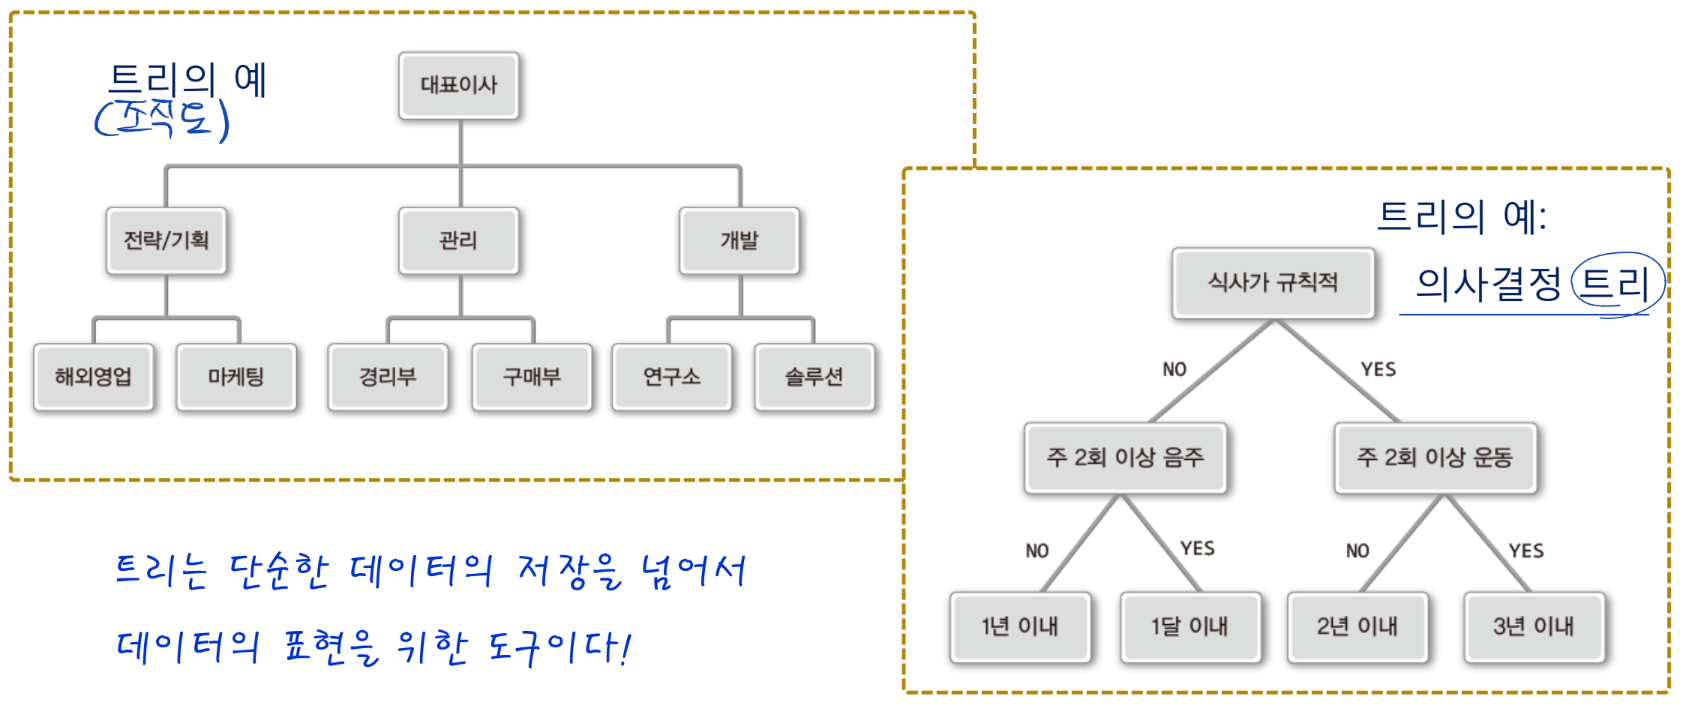 트리의 예
(조직도)
대표이사
전략/기획
관리
개발
해외영업
마케팅
경리부
구매부
연구소
솔루션
트리의 예:
의사결정 트리
식사가 규칙적
NO
YES
주 2회 이상 음주
주 2회 이상 운동
NO
YES
NO
YES
1년 이내
1달 이내
2년 이내
3년 이내
트리는 단순한 데이터의 저장을 넘어서
데이터의 표현을 위한 도구이다!